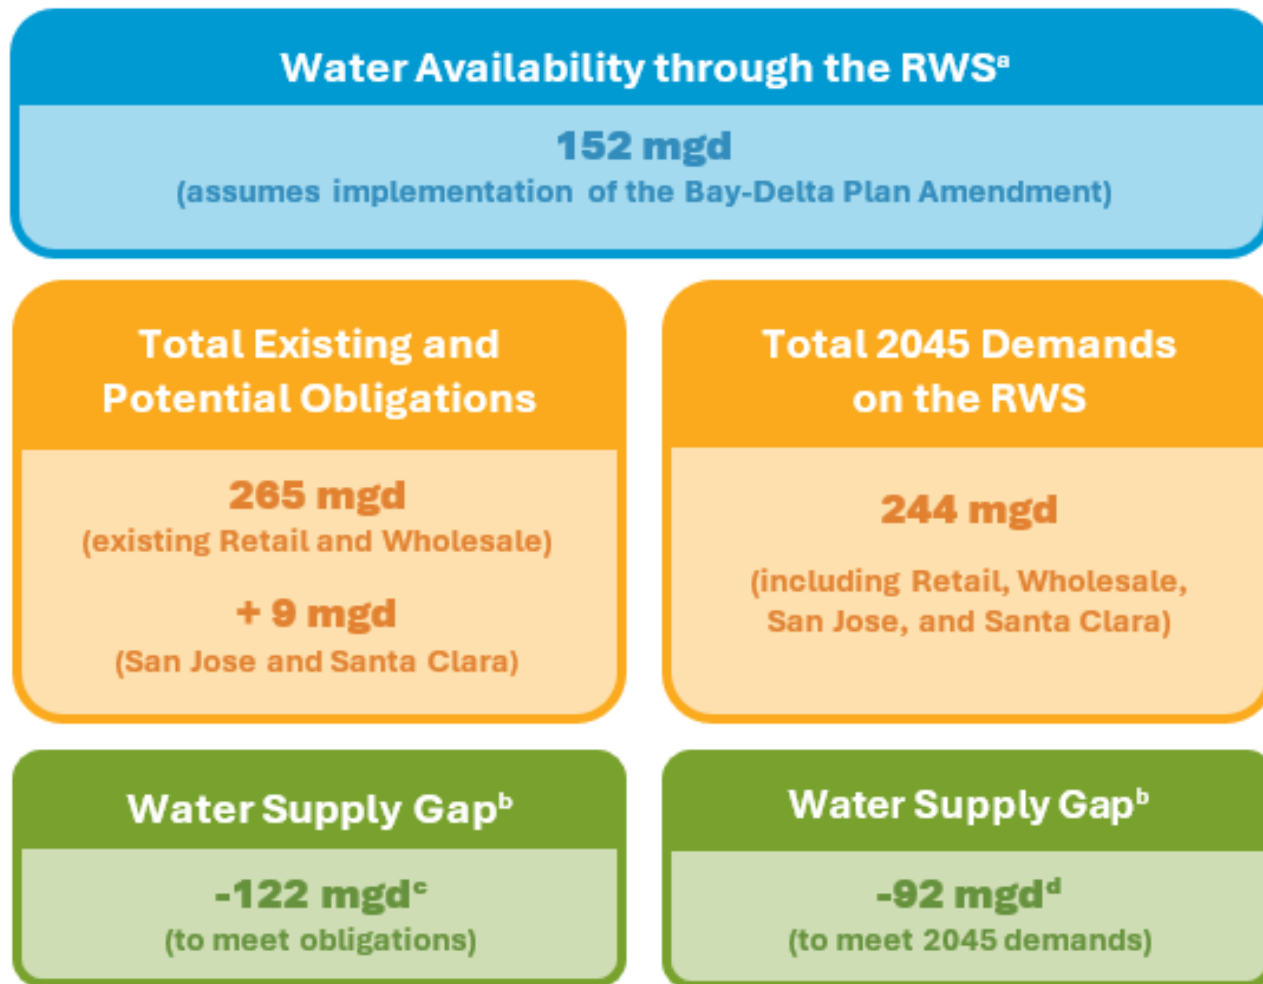 Water Availability through the RWSᵃ
152 mgd
(assumes implementation of the Bay-Delta Plan Amendment)
Total Existing and
Potential Obligations
265 mgd
(existing Retail and Wholesale)
+ 9 mgd
(San Jose and Santa Clara)
Total 2045 Demands
on the RWS
244 mgd
(including Retail, Wholesale,
San Jose, and Santa Clara)
Water Supply Gapᵇ
-122 mgdᶜ
(to meet obligations)
Water Supply Gapᵇ
-92 mgdᵈ
(to meet 2045 demands)